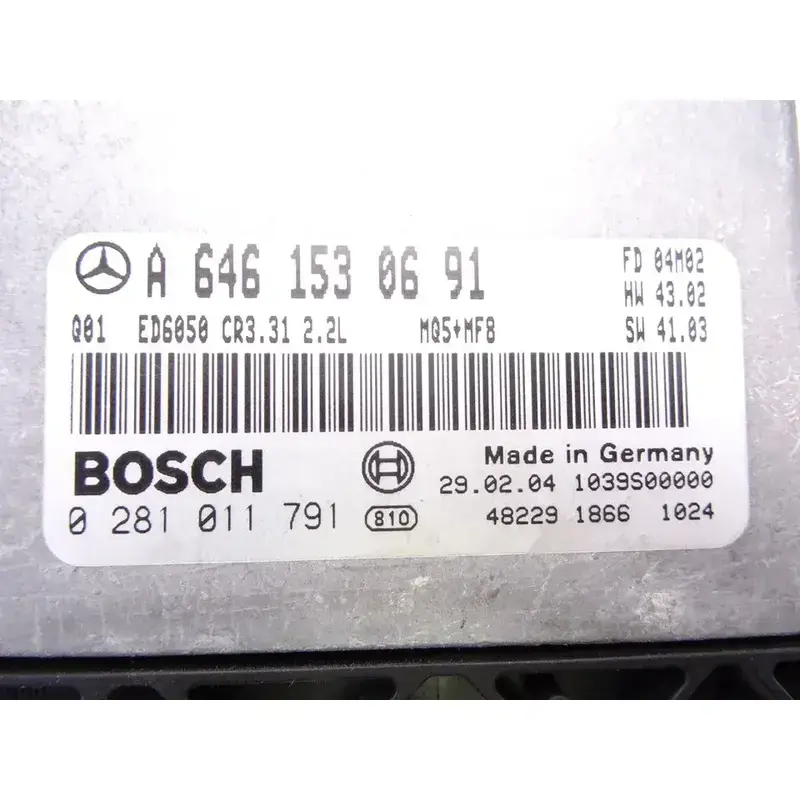 A 646 153 06 91
FD 04M02
HW 43.02
Q01 ED6050 CR3.31 2.2L MQ5+MF8 SW 41.03
BOSCH
Made in Germany
29.02.04 1039S00000
0 281 011 791 810 48229 1866 1024